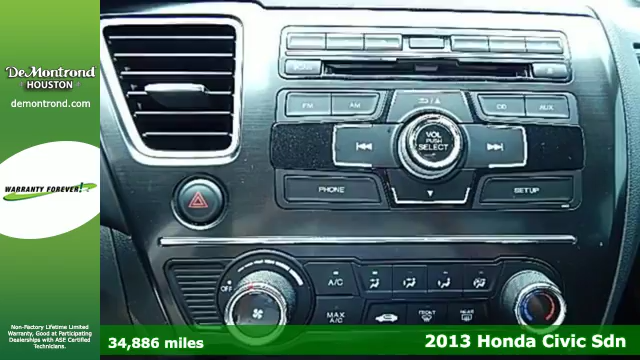 DeMontrond
HOUSTON
demontrond.com
WARRANTY FOREVER!
Non-Factory Lifetime Limited
Warranty, Good at Participating
Dealerships with ASE Certified
Technicians.
FM
AM
CD
AUX
VOL
PUSH
SELECT
PHONE
SETUP
OFF
A/C
MAX
A/C
FRONT
REAR
34,886 miles
2013 Honda Civic Sdn